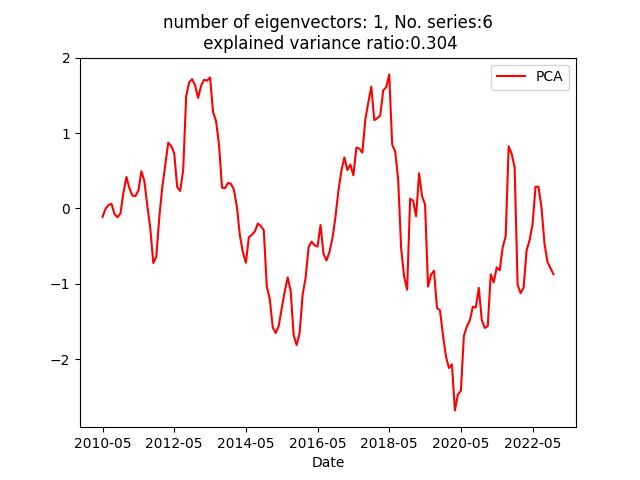 number of eigenvectors: 1, No. series:6
explained variance ratio:0.304
PCA
2
1
0
−1
−2
2010-05 2012-05 2014-05 2016-05 2018-05 2020-05 2022-05
Date